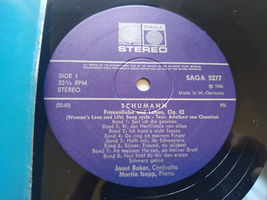 SAGA
STEREO
SIDE 1
33⅓ RPM
STEREO
SAGA 5277
Ⓟ 1966
Made in W.-Germany
SCHUMANN
Frauenliebe und Leben, Op. 42
(Woman's Love and Life) Song cycle - Text: Adelbert von Chamisso
Band 1: Seit ich ihn gesehen
Band 2: Er, der Herrlichste von allen
Band 3: Ich kann's nicht fassen
Band 4: Du Ring an meinem Finger
Band 5: Helft mir, ihr Schwestern
Band 6: Süsser Freund, du blickest
Band 7: An meinem Herzen, an meiner Brust
Band 8: Nun hast du mir den ersten
Schmerz getan
Janet Baker, Contralto
Martin Isepp, Piano